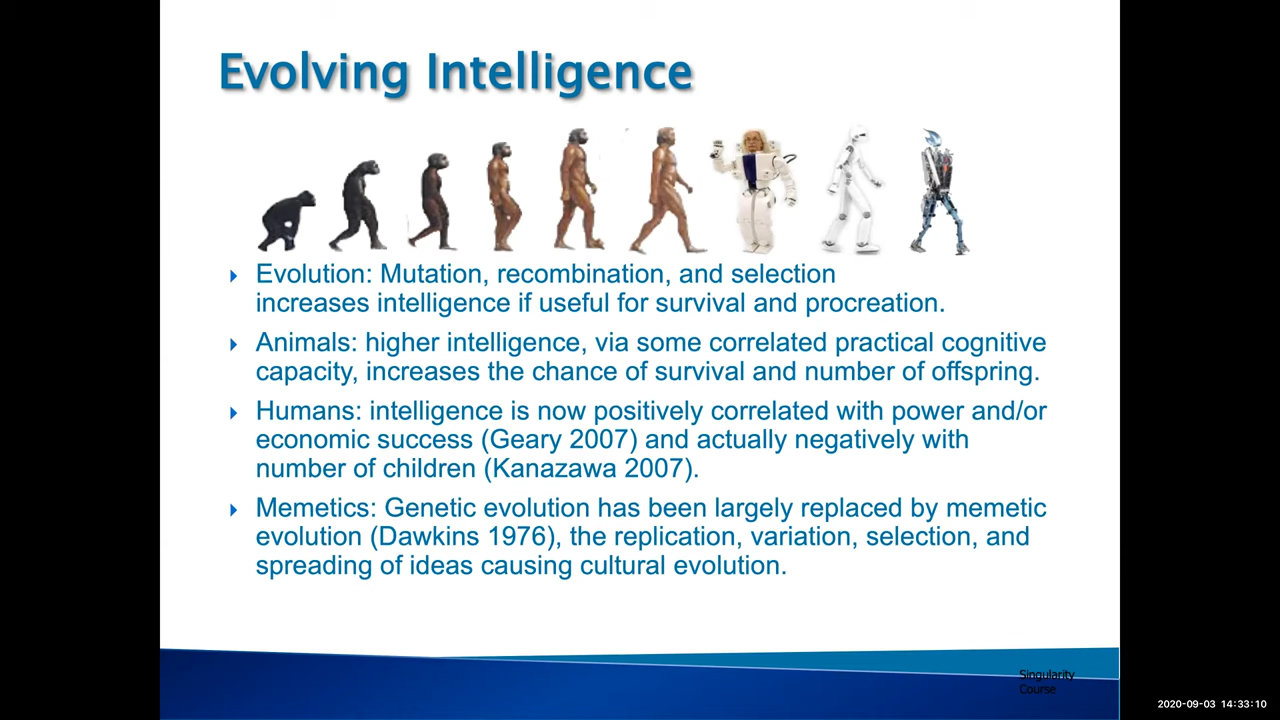 Evolving Intelligence
Evolution: Mutation, recombination, and selection
increases intelligence if useful for survival and procreation.
Animals: higher intelligence, via some correlated practical cognitive
capacity, increases the chance of survival and number of offspring.
Humans: intelligence is now positively correlated with power and/or
economic success (Geary 2007) and actually negatively with
number of children (Kanazawa 2007).
Memetics: Genetic evolution has been largely replaced by memetic
evolution (Dawkins 1976), the replication, variation, selection, and
spreading of ideas causing cultural evolution.
Singularity
Course
2020-09-03 14:33:10